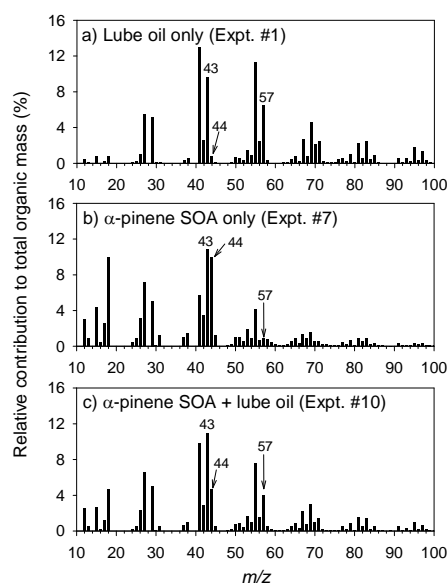 Relative contribution to total organic mass (%)
16
12
8
4
0
a) Lube oil only (Expt. #1)
43
57
44
10 20 30 40 50 60 70 80 90 100
16
12
8
4
0
b) α-pinene SOA only (Expt. #7)
43 44
57
10 20 30 40 50 60 70 80 90 100
16
12
8
4
0
c) α-pinene SOA + lube oil (Expt. #10)
43
44
57
10 20 30 40 50 60 70 80 90 100
m/z